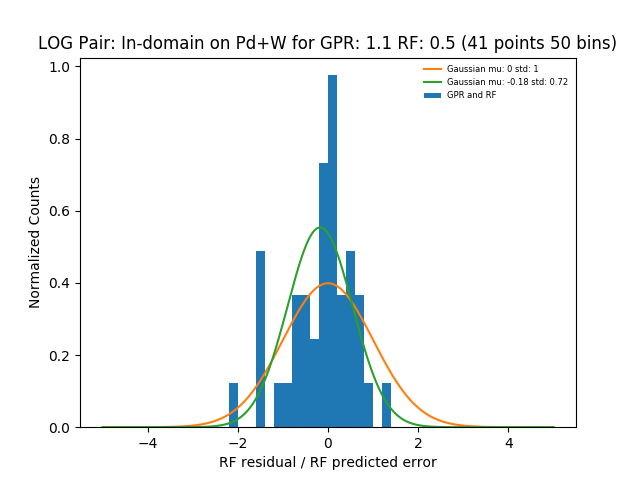 LOG Pair: In-domain on Pd+W for GPR: 1.1 RF: 0.5 (41 points 50 bins)
Gaussian mu: 0 std: 1
Gaussian mu: -0.18 std: 0.72
GPR and RF
Normalized Counts
1.0
0.8
0.6
0.4
0.2
0.0
−4 −2 0 2 4
RF residual / RF predicted error